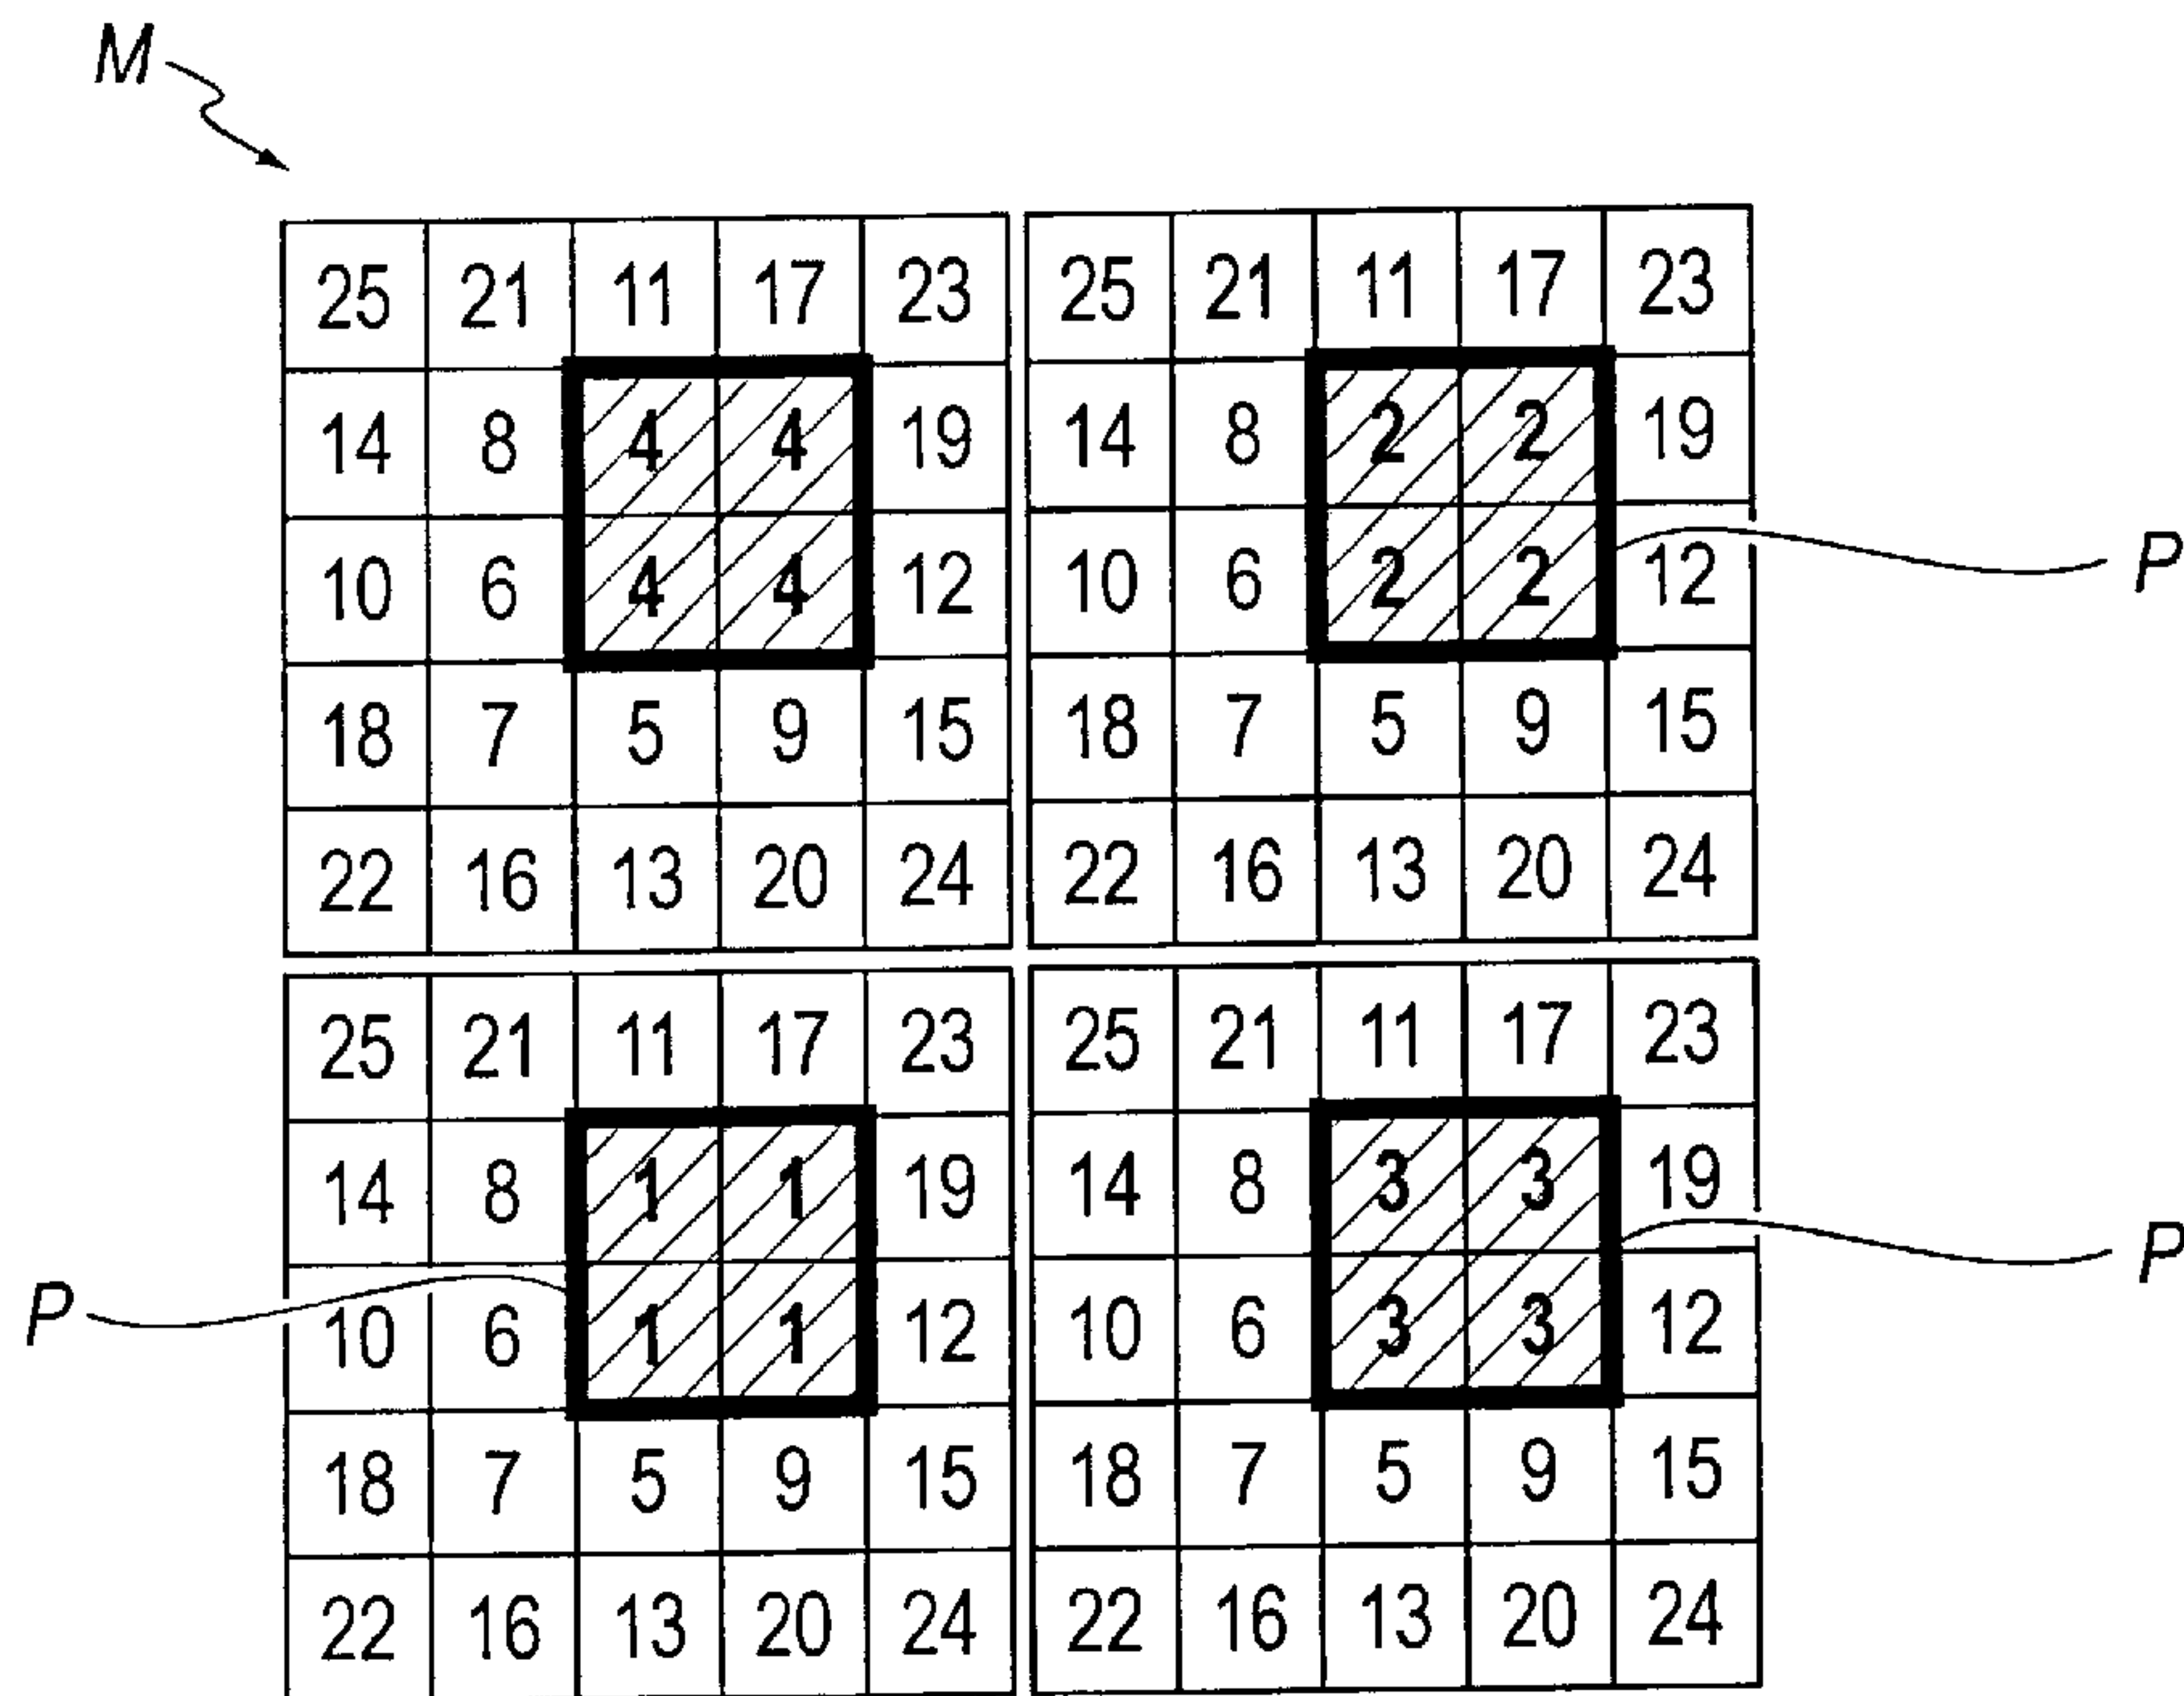 M
25 21 11 17 23 25 21 11 17 23
14 8 4 4 19 14 8 2 2 19
10 6 4 4 12 10 6 2 2 12 P
18 7 5 9 15 18 7 5 9 15
22 16 13 20 24 22 16 13 20 24
25 21 11 17 23 25 21 11 17 23
14 8 1 1 19 14 8 3 3 19 P
P 10 6 1 1 12 10 6 3 3 12
18 7 5 9 15 18 7 5 9 15
22 16 13 20 24 22 16 13 20 24